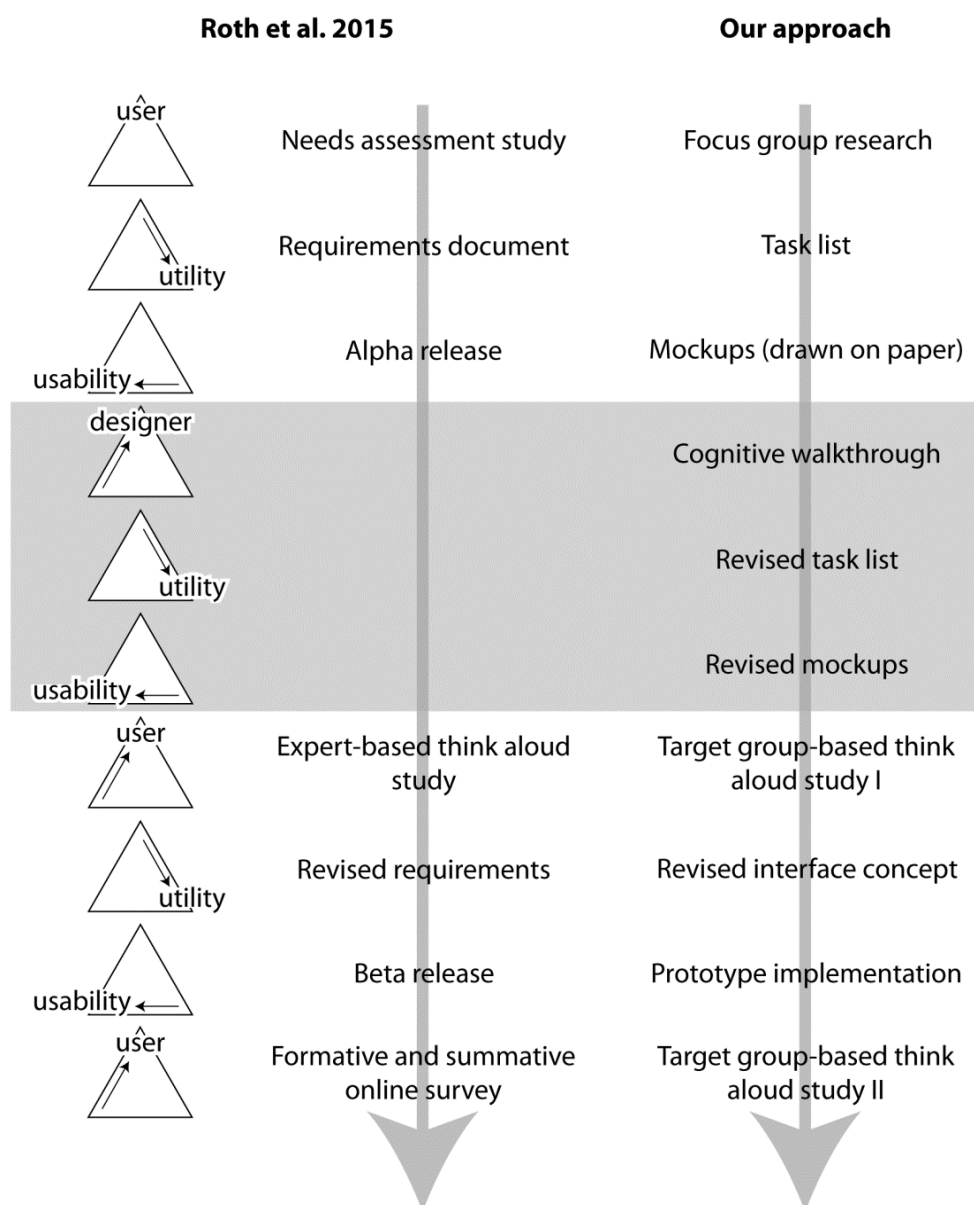 Roth et al. 2015
Our approach
user
Needs assessment study
Focus group research
Requirements document
Task list
utility
Alpha release
Mockups (drawn on paper)
usability
designer
Cognitive walkthrough
Revised task list
utility
Revised mockups
usability
user
Expert-based think aloud
study
Target group-based think
aloud study I
Revised requirements
Revised interface concept
utility
Beta release
Prototype implementation
usability
user
Formative and summative
online survey
Target group-based think
aloud study II